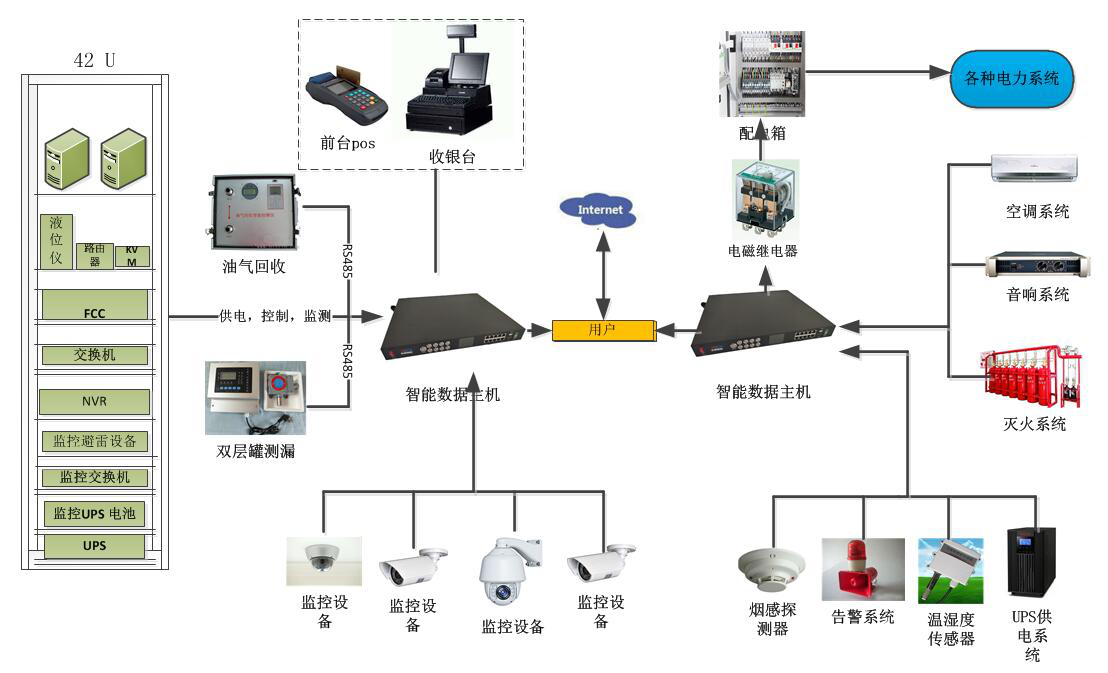 42 U
液
位
仪
路由
器
KV
M
FCC
交换机
NVR
监控避雷设备
监控交换机
监控UPS 电池
UPS
前台pos
收银台
油气回收
RS485
供电，控制，监测
RS485
双层罐测漏
智能数据主机
监控设
备
监控设
备
监控设备
监控设
备
Internet
用户
配电箱
各种电力系统
电磁继电器
智能数据主机
空调系统
音响系统
灭火系统
烟感探
测器
告警系统
温湿度
传感器
UPS供
电系
统